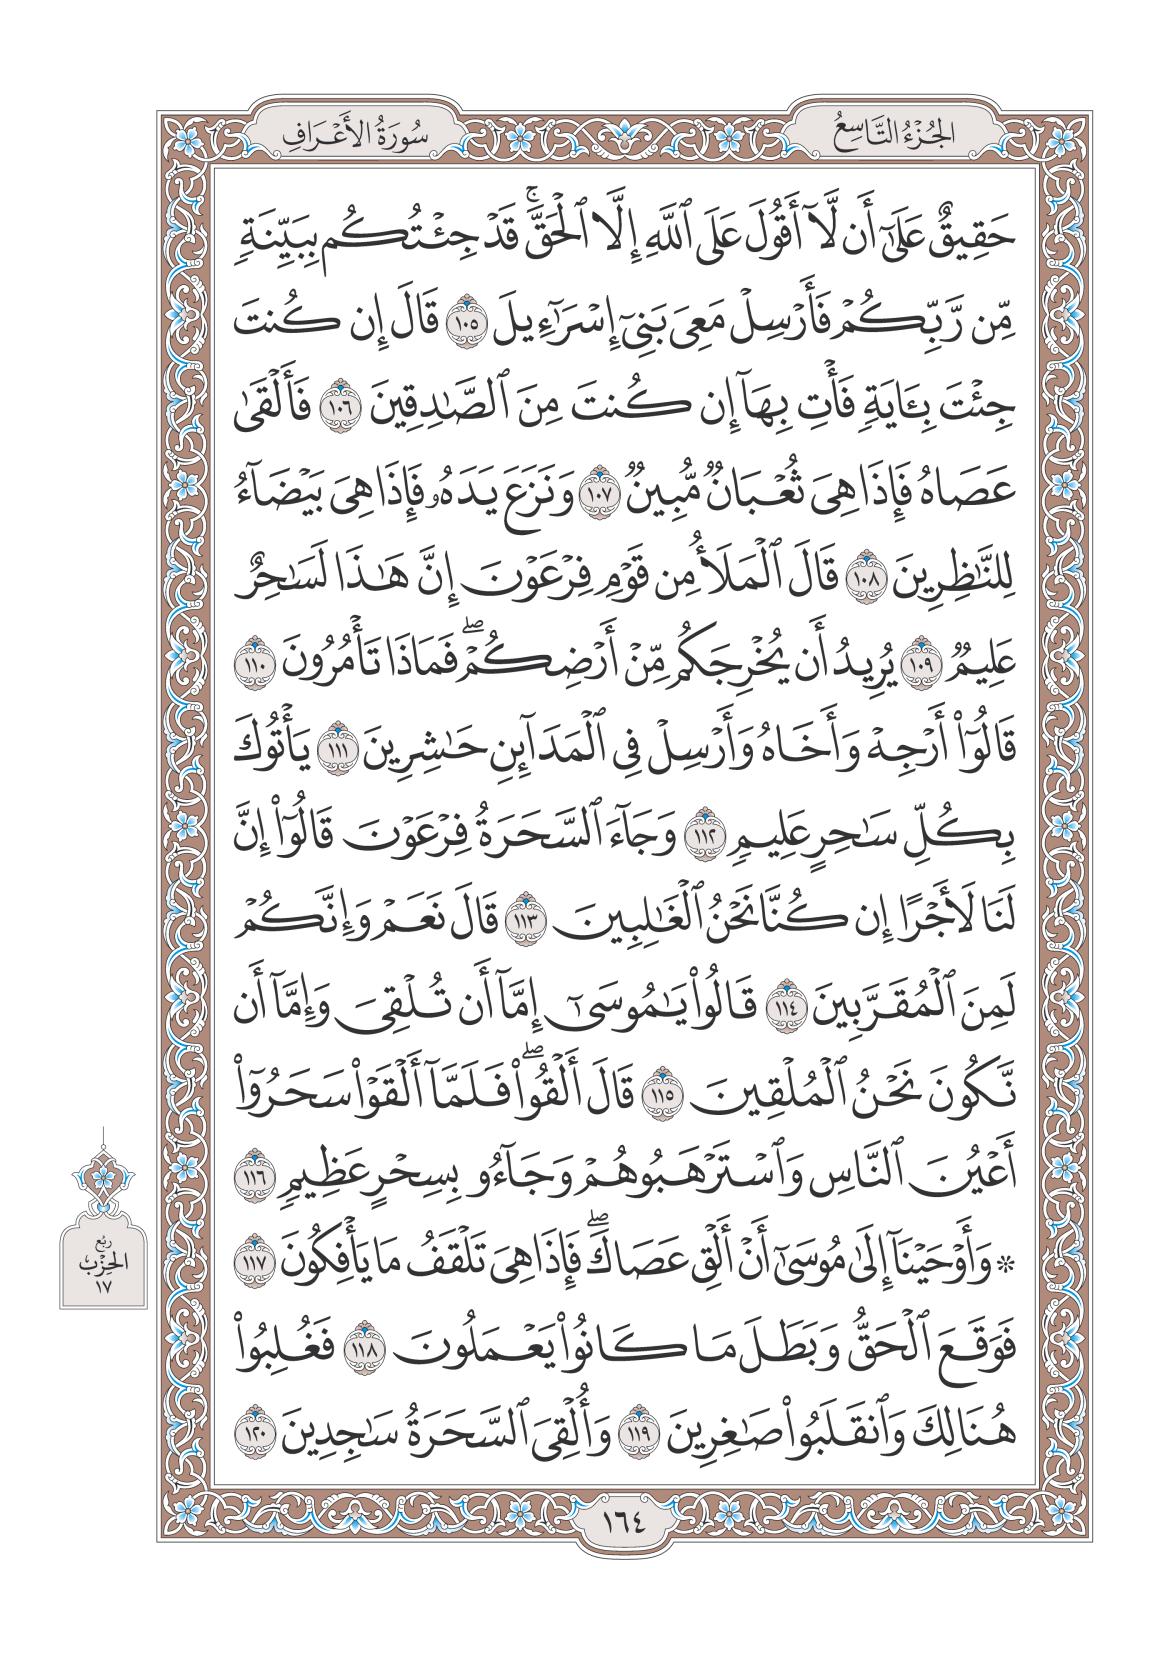 الجُزْءُ التَّاسِعُ
سُورَةُ الأَعْرَافِ
حَقِيقٌ عَلَىٰٓ أَن لَّآ أَقُولَ عَلَى ٱللَّهِ إِلَّا ٱلْحَقَّۚ قَدْ جِئْتُكُم بِبَيِّنَةٍ
مِّن رَّبِّكُمْ فَأَرْسِلْ مَعِىَ بَنِىٓ إِسْرَٰٓءِيلَ ١٠٥ قَالَ إِن كُنتَ
جِئْتَ بِـَٔايَةٍ فَأْتِ بِهَآ إِن كُنتَ مِنَ ٱلصَّٰدِقِينَ ١٠٦ فَأَلْقَىٰ
عَصَاهُ فَإِذَا هِىَ ثُعْبَانٌ مُّبِينٌ ١٠٧ وَنَزَعَ يَدَهُۥ فَإِذَا هِىَ بَيْضَآءُ
لِلنَّٰظِرِينَ ١٠٨ قَالَ ٱلْمَلَأُ مِن قَوْمِ فِرْعَوْنَ إِنَّ هَٰذَا لَسَٰحِرٌ
عَلِيمٌ ١٠٩ يُرِيدُ أَن يُخْرِجَكُم مِّنْ أَرْضِكُمْۖ فَمَاذَا تَأْمُرُونَ ١١٠
قَالُوٓا۟ أَرْجِهْ وَأَخَاهُ وَأَرْسِلْ فِى ٱلْمَدَآئِنِ حَٰشِرِينَ ١١١ يَأْتُوكَ
بِكُلِّ سَٰحِرٍ عَلِيمٍ ١١٢ وَجَآءَ ٱلسَّحَرَةُ فِرْعَوْنَ قَالُوٓا۟ إِنَّ
لَنَا لَأَجْرًا إِن كُنَّا نَحْنُ ٱلْغَٰلِبِينَ ١١٣ قَالَ نَعَمْ وَإِنَّكُمْ
لَمِنَ ٱلْمُقَرَّبِينَ ١١٤ قَالُوا۟ يَٰمُوسَىٰٓ إِمَّآ أَن تُلْقِىَ وَإِمَّآ أَن
نَّكُونَ نَحْنُ ٱلْمُلْقِينَ ١١٥ قَالَ أَلْقُوا۟ۖ فَلَمَّآ أَلْقَوْا۟ سَحَرُوٓا۟
أَعْيُنَ ٱلنَّاسِ وَٱسْتَرْهَبُوهُمْ وَجَآءُو بِسِحْرٍ عَظِيمٍ ١١٦
۞ وَأَوْحَيْنَآ إِلَىٰ مُوسَىٰٓ أَنْ أَلْقِ عَصَاكَۖ فَإِذَا هِىَ تَلْقَفُ مَا يَأْفِكُونَ ١١٧
فَوَقَعَ ٱلْحَقُّ وَبَطَلَ مَا كَانُوا۟ يَعْمَلُونَ ١١٨ فَغُلِبُوا۟
هُنَالِكَ وَٱنقَلَبُوا۟ صَٰغِرِينَ ١١٩ وَأُلْقِىَ ٱلسَّحَرَةُ سَٰجِدِينَ ١٢٠
ربع
الحِزْب
١٧
١٦٤